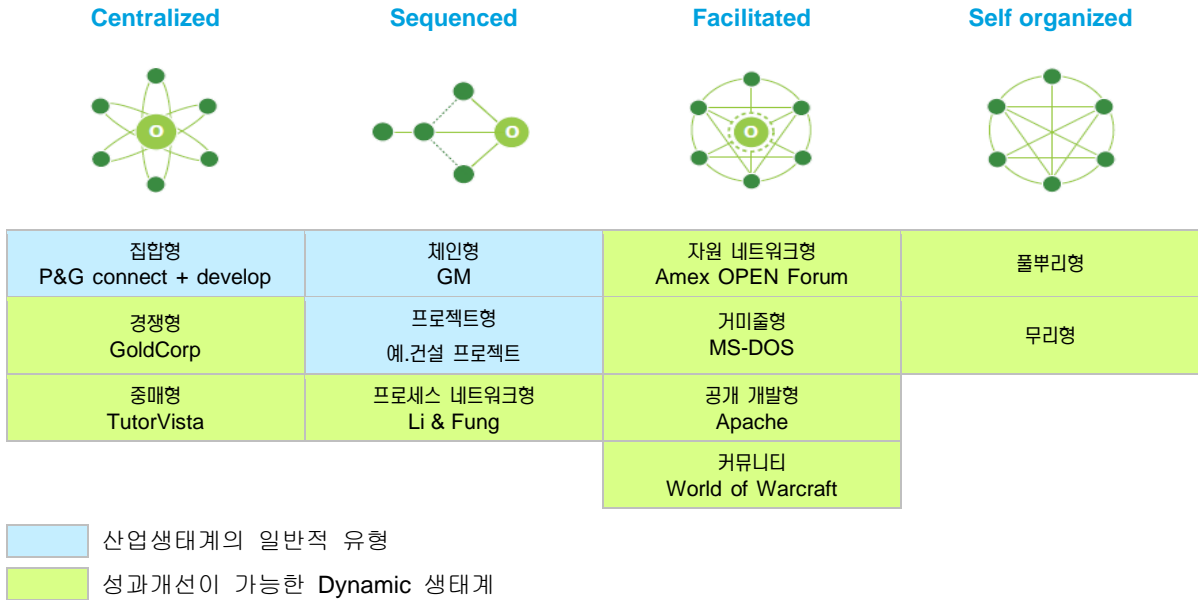 Centralized
Sequenced
Facilitated
Self organized
O
O
O
집합형
P&G connect + develop
체인형
GM
자원 네트워크형
Amex OPEN Forum
풀뿌리형
경쟁형
GoldCorp
프로젝트형
예.건설 프로젝트
거미줄형
MS-DOS
무리형
중매형
TutorVista
프로세스 네트워크형
Li & Fung
공개 개발형
Apache
커뮤니티
World of Warcraft
산업생태계의 일반적 유형
성과개선이 가능한 Dynamic 생태계